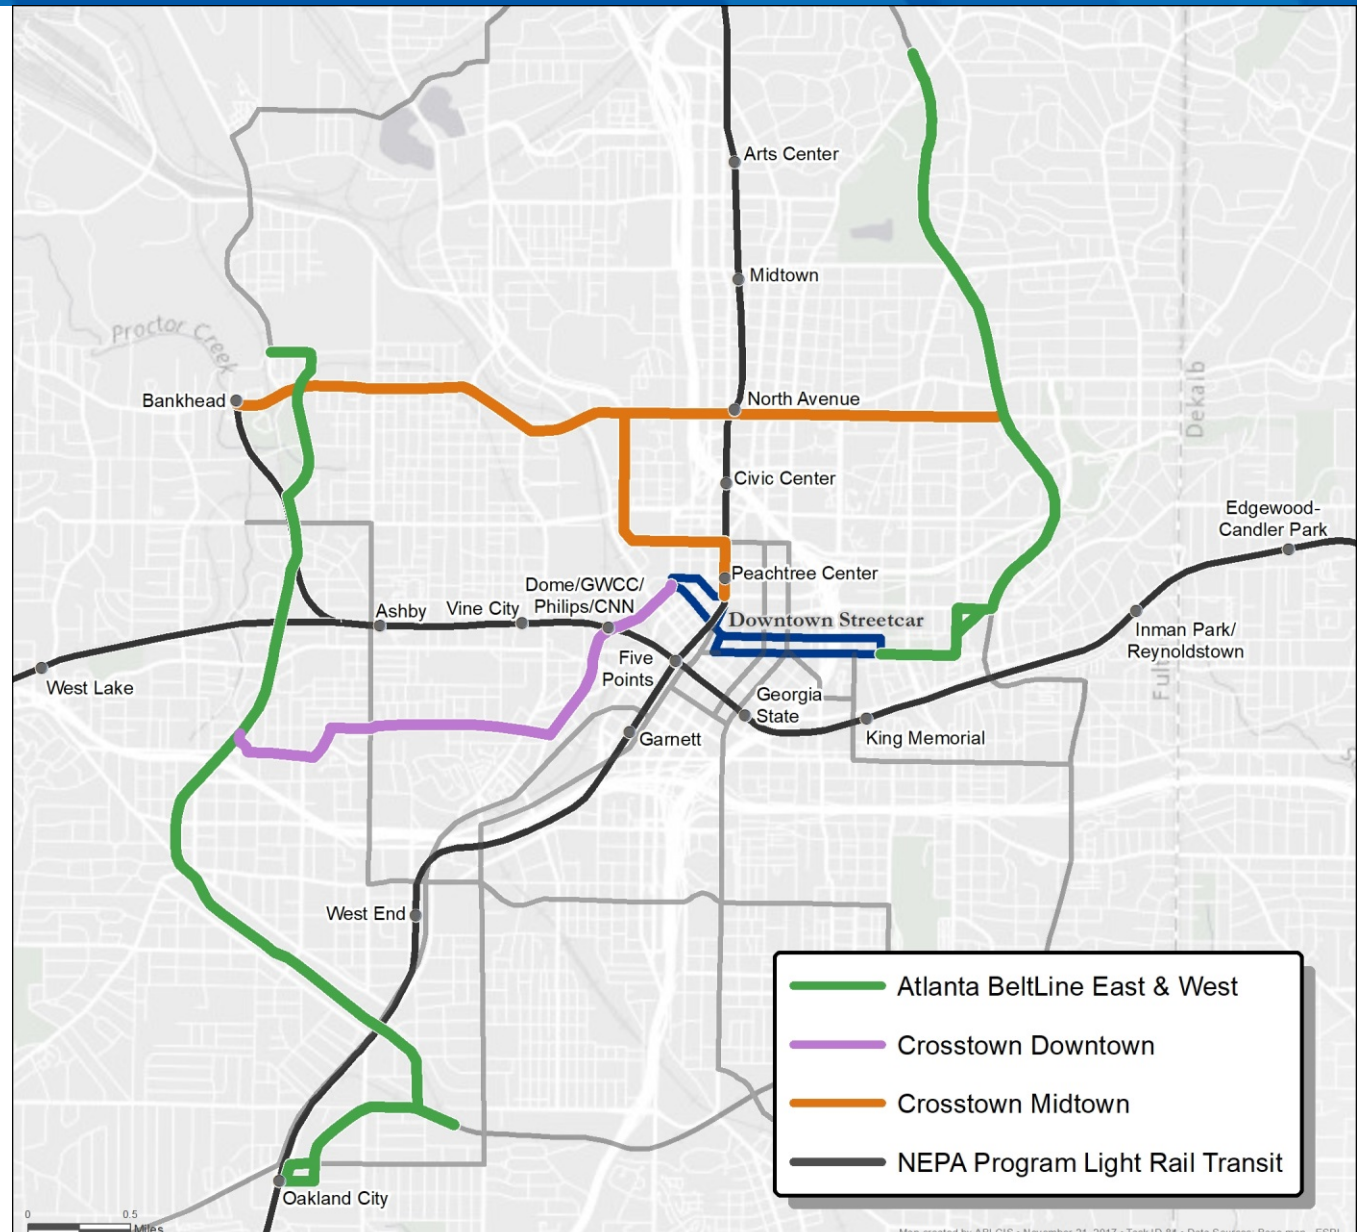 Arts Center
Midtown
Proctor Creek
Dekalb
Bankhead
North Avenue
Civic Center
Edgewood-
Candler Park
Dome/GWCC/
Philips/CNN
Peachtree Center
Ashby
Vine City
Downtown Streetcar
Inman Park/
Reynoldstown
Five
Points
West Lake
Georgia
State
Garnett
King Memorial
West End
Atlanta BeltLine East & West
Crosstown Downtown
Crosstown Midtown
NEPA Program Light Rail Transit
Oakland City
0 0.5
Miles